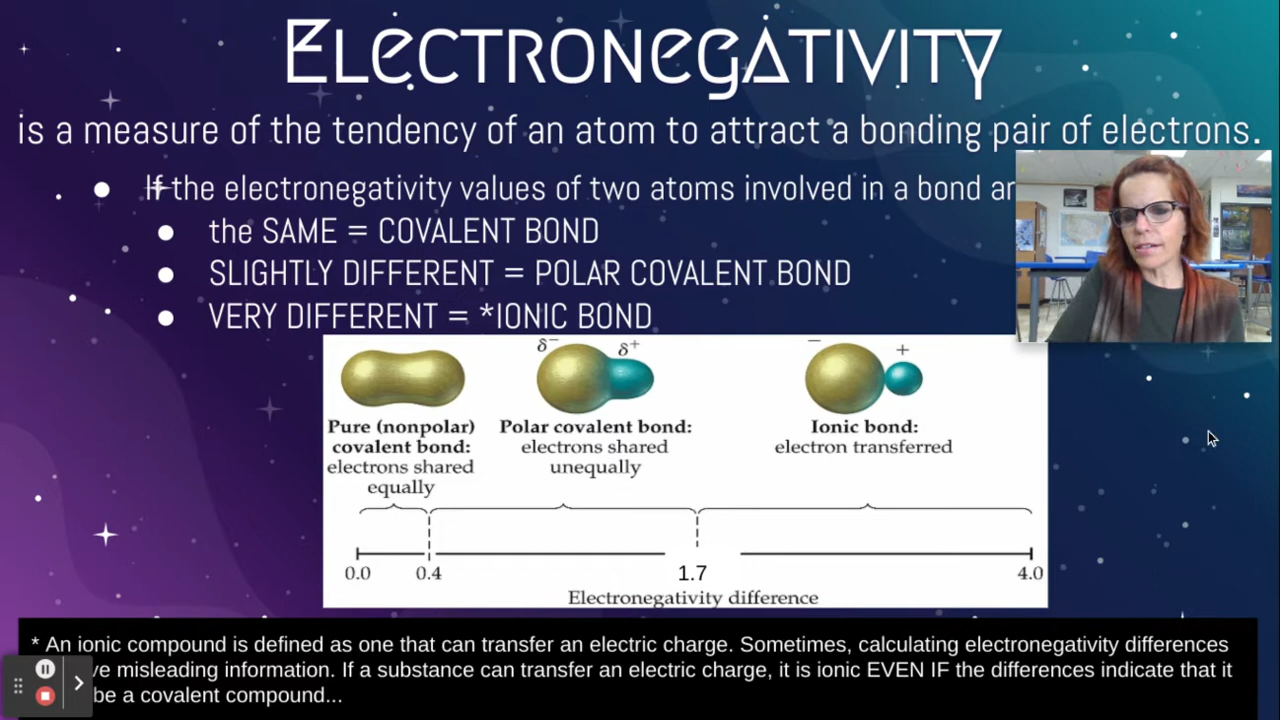 ELECTRONEGATIVITY
is a measure of the tendency of an atom to attract a bonding pair of electrons.
● If the electronegativity values of two atoms involved in a bond
● the SAME = COVALENT BOND
● SLIGHTLY DIFFERENT = POLAR COVALENT BOND
● VERY DIFFERENT = *IONIC BOND
δ⁻ δ⁺ − +
Pure (nonpolar) covalent bond: electrons shared equally
Polar covalent bond: electrons shared unequally
Ionic bond: electron transferred
0.0 0.4 1.7 4.0
Electronegativity difference
* An ionic compound is defined as one that can transfer an electric charge. Sometimes, calculating electronegativity differences
misleading information. If a substance can transfer an electric charge, it is ionic EVEN IF the differences indicate that it
be a covalent compound...